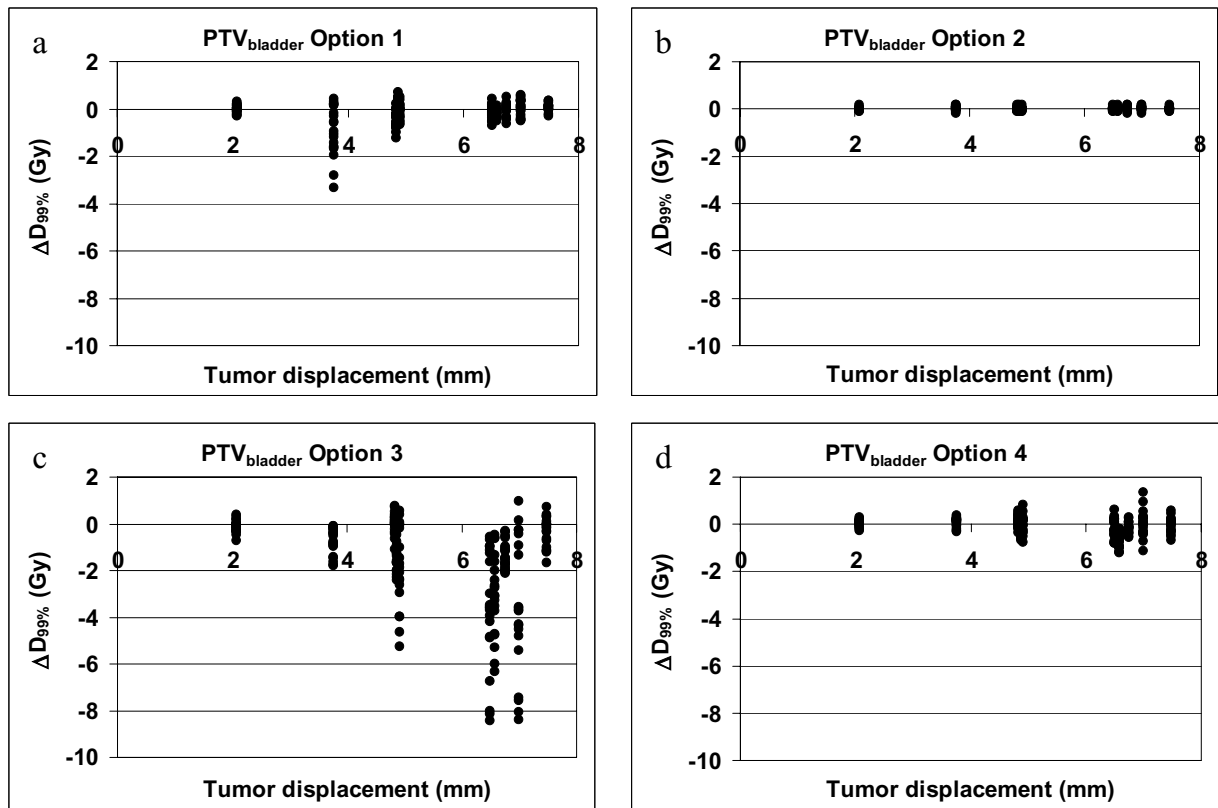 a
PTVbladder Option 1
2
0
-2
-4
-6
-8
-10
0 2 4 6 8
ΔD99% (Gy)
Tumor displacement (mm)
b
PTVbladder Option 2
2
0
-2
-4
-6
-8
-10
0 2 4 6 8
ΔD99% (Gy)
Tumor displacement (mm)
c
PTVbladder Option 3
2
0
-2
-4
-6
-8
-10
0 2 4 6 8
ΔD99% (Gy)
Tumor displacement (mm)
d
PTVbladder Option 4
2
0
-2
-4
-6
-8
-10
0 2 4 6 8
ΔD99% (Gy)
Tumor displacement (mm)